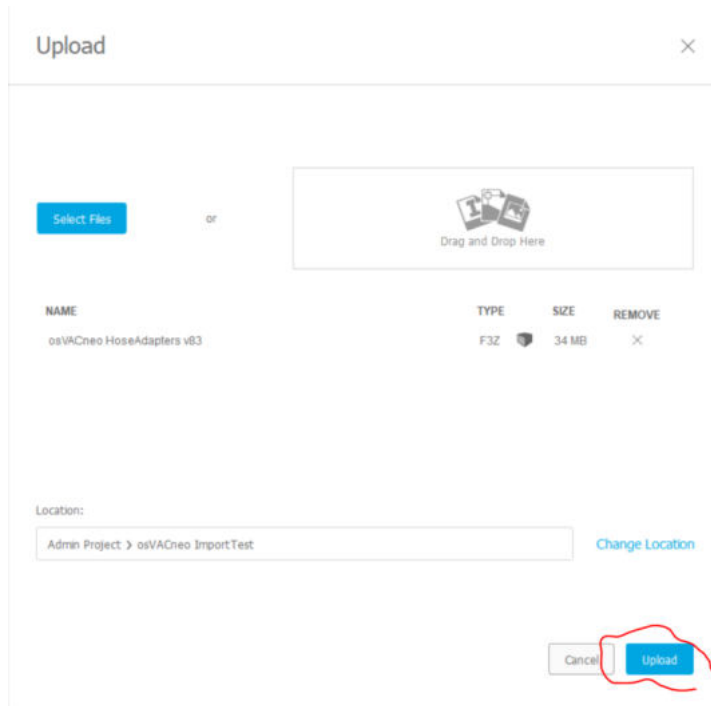 Upload
Select Files or
Drag and Drop Here
NAME TYPE SIZE REMOVE
osVACneo HoseAdapters v83 F3Z 34 MB
Location:
Admin Project > osVACneo ImportTest Change Location
Cancel Upload